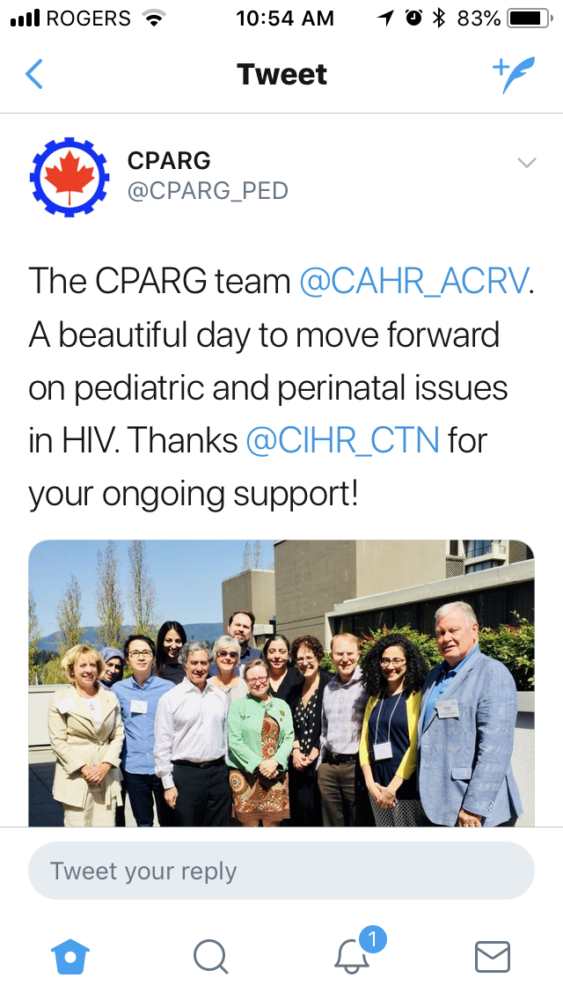 ROGERS 10:54 AM 83%
Tweet
CPARG
@CPARG_PED
The CPARG team @CAHR_ACRV.
A beautiful day to move forward
on pediatric and perinatal issues
in HIV. Thanks @CIHR_CTN for
your ongoing support!
Tweet your reply
1